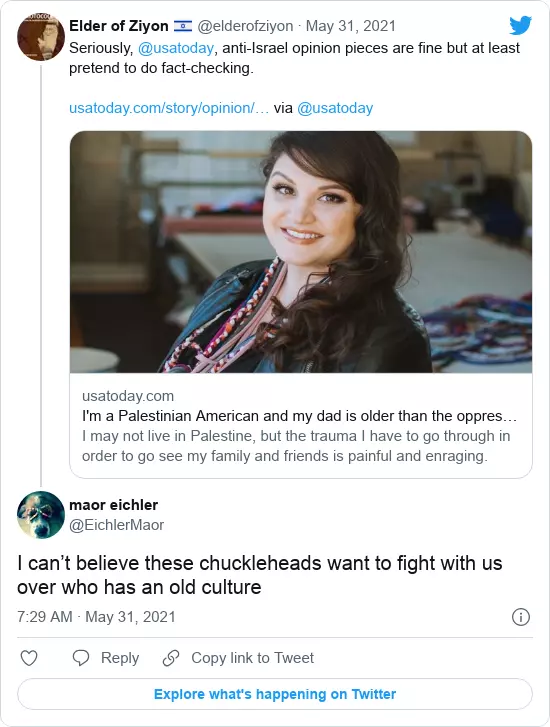 Elder of Ziyon 🇮🇱 @elderofziyon · May 31, 2021
Seriously, @usatoday, anti-Israel opinion pieces are fine but at least
pretend to do fact-checking.
usatoday.com/story/opinion/… via @usatoday
usatoday.com
I'm a Palestinian American and my dad is older than the oppres…
I may not live in Palestine, but the trauma I have to go through in
order to go see my family and friends is painful and enraging.
maor eichler
@EichlerMaor
I can’t believe these chuckleheads want to fight with us
over who has an old culture
7:29 AM · May 31, 2021
Reply Copy link to Tweet
Explore what's happening on Twitter